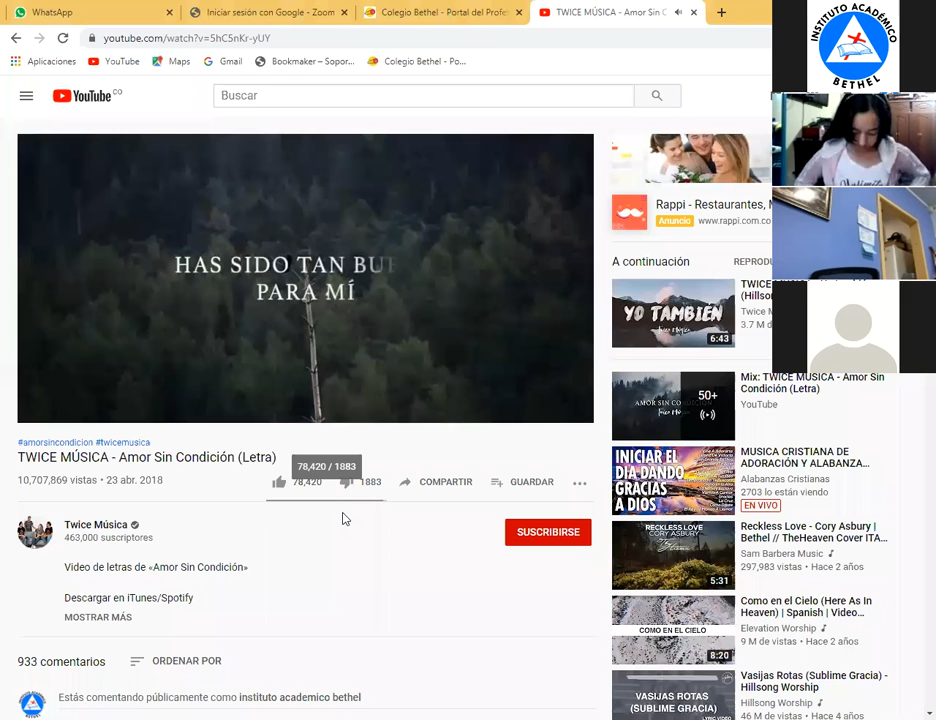 WhatsApp
Iniciar sesión con Google - Zoom
Colegio Bethel - Portal del Profe
TWICE MÚSICA - Amor Sin C
youtube.com/watch?v=5hC5nKr-yUY
Aplicaciones
YouTube
Maps
Gmail
Bookmaker – Sopor...
Colegio Bethel - Po...
YouTube CO
Buscar
INSTITUTO ACADÉMICO
BETHEL
HAS SIDO TAN BUE
PARA MÍ
#amorsincondicion #twicemusica
TWICE MÚSICA - Amor Sin Condición (Letra)
10,707,869 vistas • 23 abr. 2018
78,420 / 1883
78,420
1883
COMPARTIR
GUARDAR
Twice Música
463,000 suscriptores
SUSCRIBIRSE
Video de letras de «Amor Sin Condición»
Descargar en iTunes/Spotify
MOSTRAR MÁS
933 comentarios
ORDENAR POR
Estás comentando públicamente como instituto academico bethel
Rappi - Restaurantes,
Anuncio
www.rappi.com.co
A continuación
REPRODU
YO TAMBIÉN
Twice Música
6:43
TWICE
(Hillso
Twice M
3.7 M d
AMOR SIN CONDICIÓN
50+
Mix: TWICE MÚSICA - Amor Sin
Condición (Letra)
YouTube
INICIAR EL
DIA DANDO
GRACIAS
A DIOS
MUSICA CRISTIANA DE
ADORACIÓN Y ALABANZA...
Alabanzas Cristianas
2703 lo están viendo
EN VIVO
RECKLESS LOVE
CORY ASBURY
5:31
Reckless Love - Cory Asbury |
Bethel // TheHeaven Cover ITA...
Sam Barbera Music
297,983 vistas • Hace 2 años
COMO EN EL CIELO
8:20
Como en el Cielo (Here As In
Heaven) | Spanish | Video...
Elevation Worship
9 M de vistas • Hace 2 años
VASIJAS ROTAS
(SUBLIME GRACIA)
Vasijas Rotas (Sublime Gracia) -
Hillsong Worship
Hillsong Worship
46 M de vistas • Hace 4 años